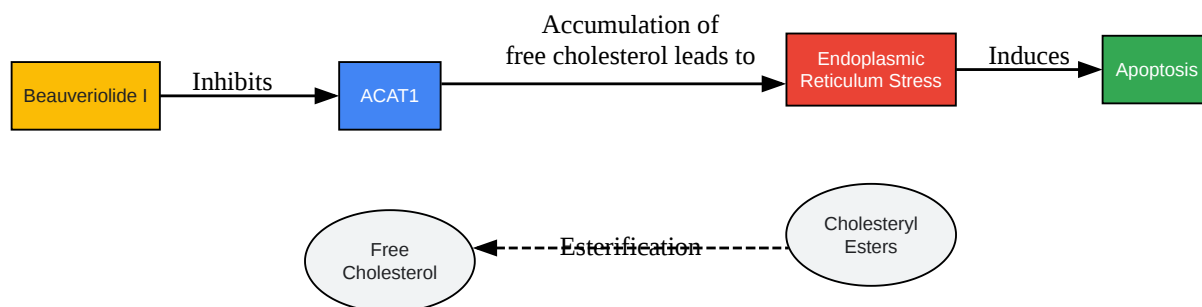 Beauveriolide I
Inhibits
ACAT1
Accumulation of
free cholesterol leads to
Endoplasmic
Reticulum Stress
Induces
Apoptosis
Free
Cholesterol
Esterification
Cholesteryl
Esters